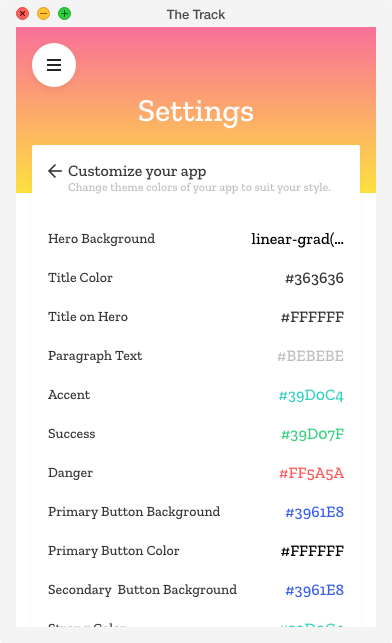 The Track
Settings
Customize your app
Change theme colors of your app to suit your style.
Hero Background linear-grad(...
Title Color #363636
Title on Hero #FFFFFF
Paragraph Text #BEBEBE
Accent #39D0C4
Success #39D07F
Danger #FF5A5A
Primary Button Background #3961E8
Primary Button Color #FFFFFF
Secondary Button Background #3961E8